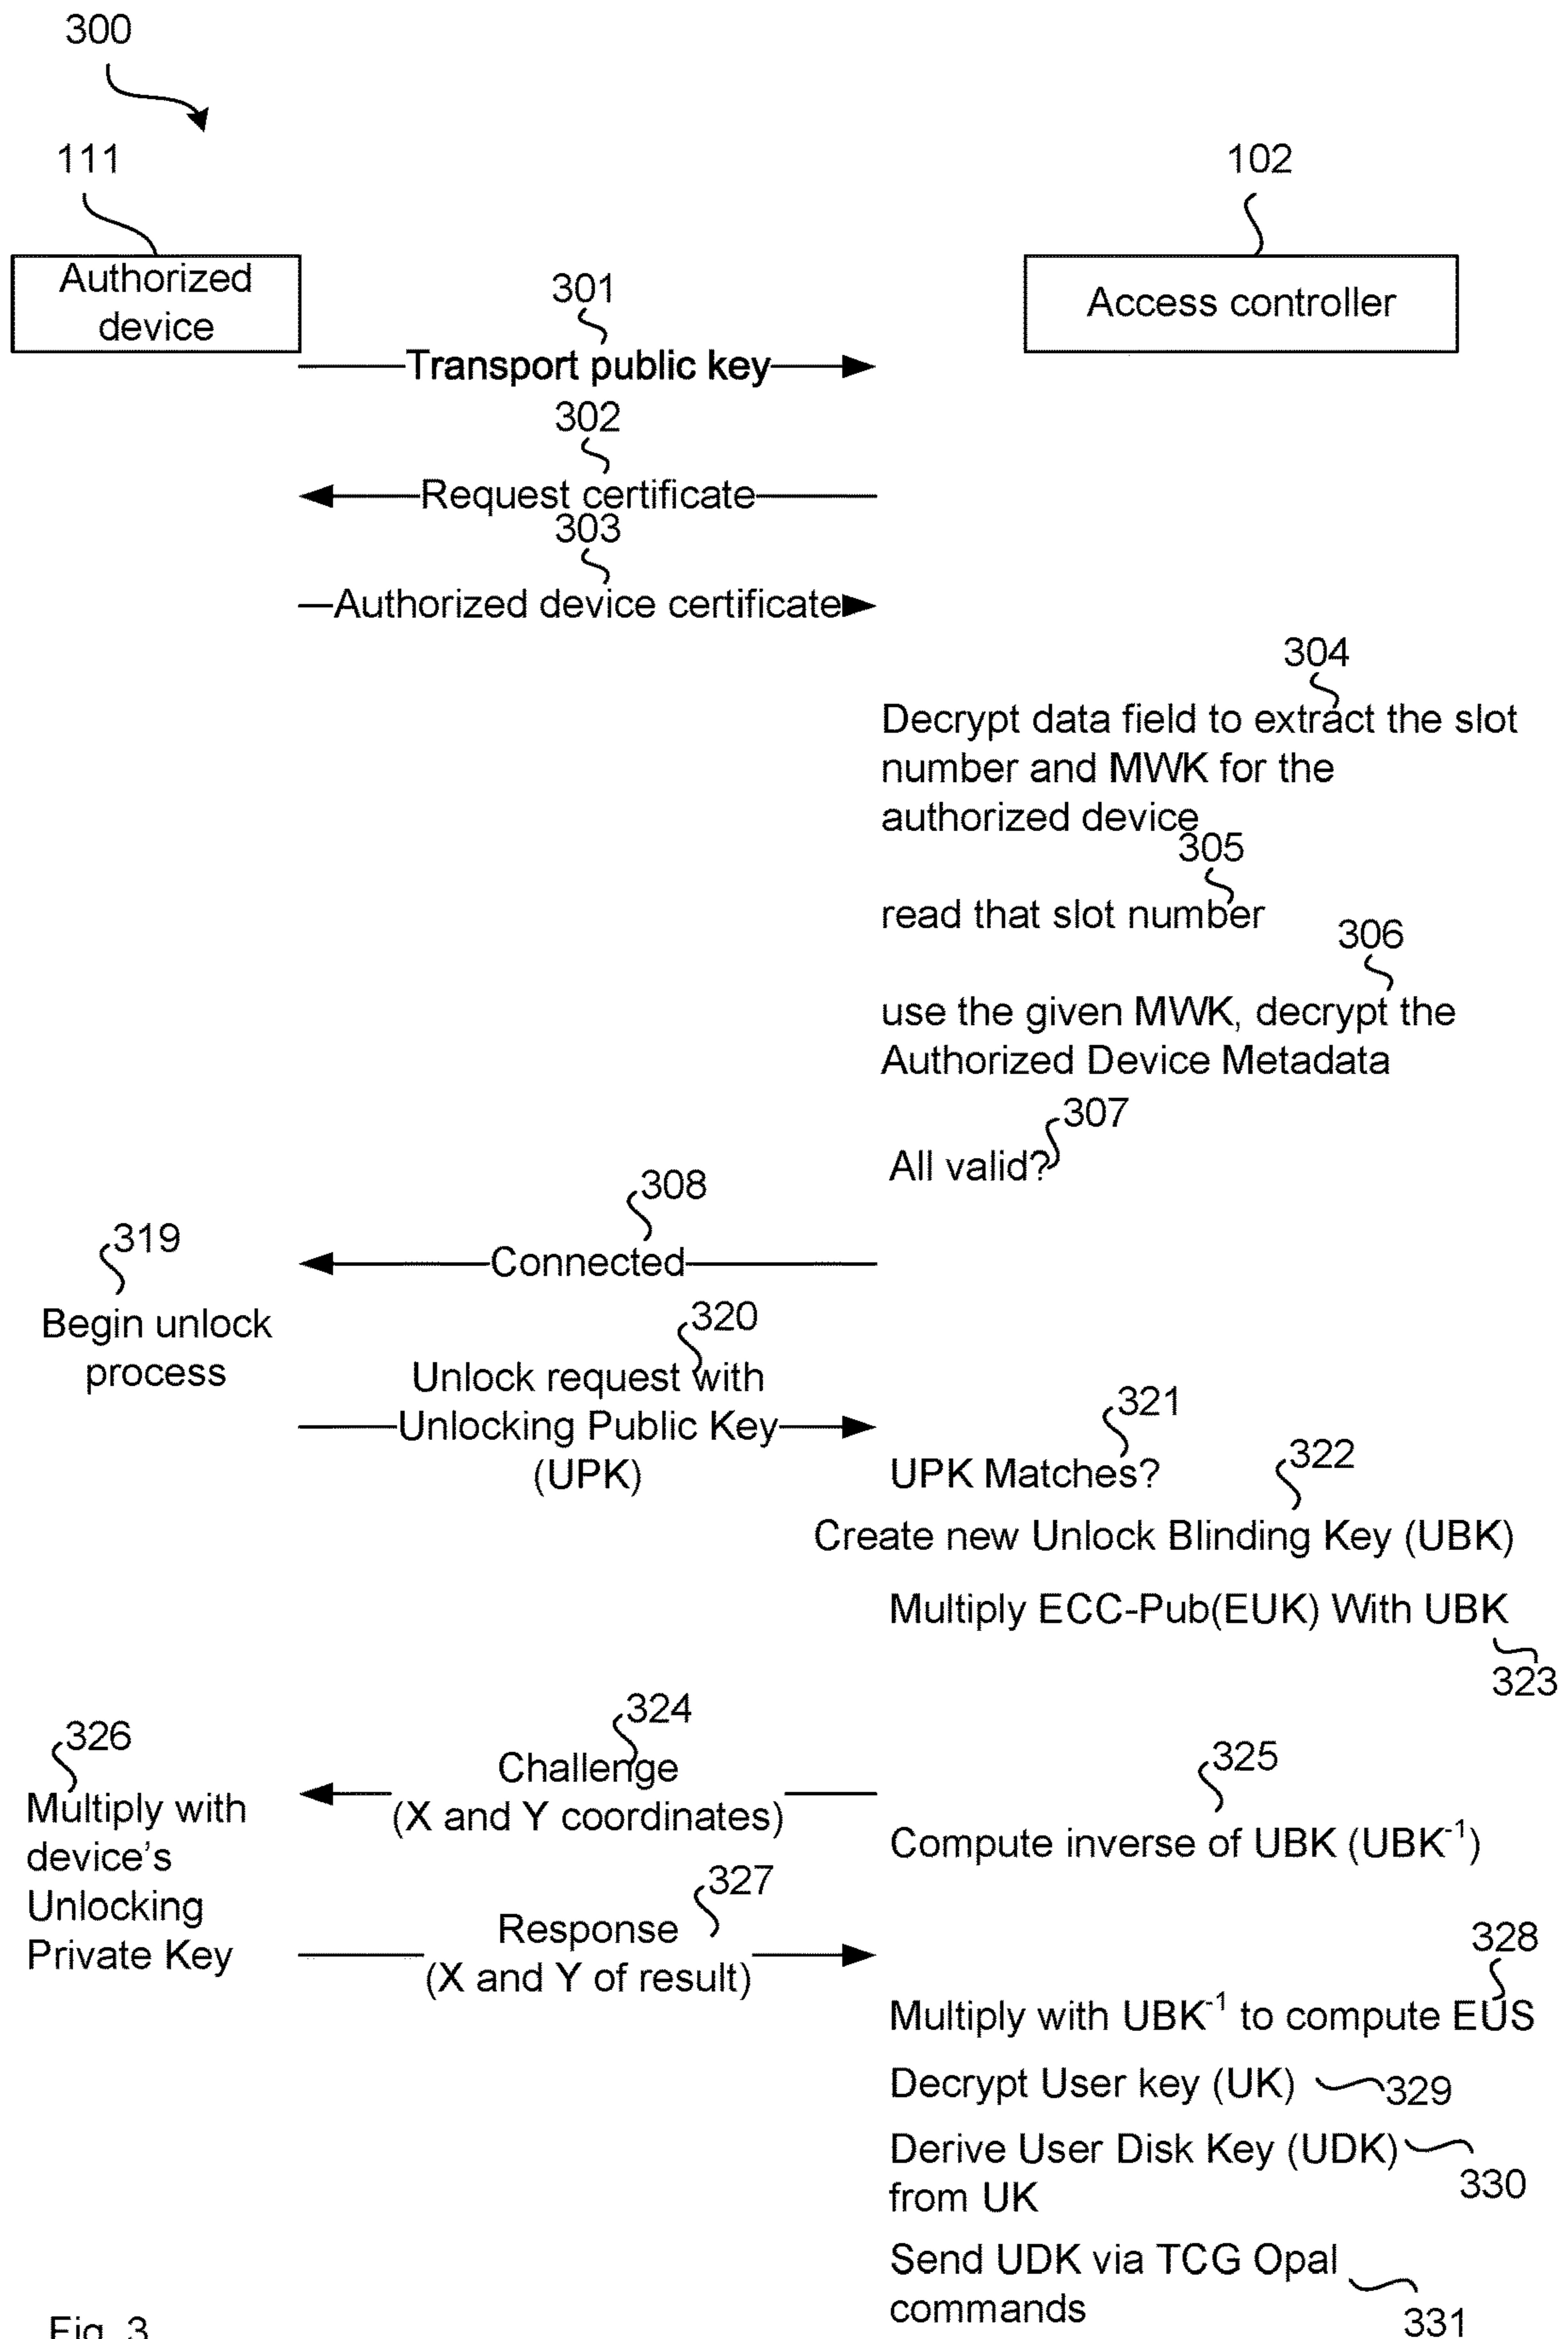 300
111
102
Authorized
device
Access controller
301
Transport public key
302
Request certificate
303
Authorized device certificate
304
Decrypt data field to extract the slot
number and MWK for the
authorized device
305
read that slot number
306
use the given MWK, decrypt the
Authorized Device Metadata
307
All valid?
308
Connected
319
Begin unlock
process
320
Unlock request with
Unlocking Public Key
(UPK)
321
UPK Matches?
322
Create new Unlock Blinding Key (UBK)
Multiply ECC-Pub(EUK) With UBK
323
324
Challenge
(X and Y coordinates)
325
Compute inverse of UBK (UBK⁻¹)
326
Multiply with
device's
Unlocking
Private Key
327
Response
(X and Y of result)
328
Multiply with UBK⁻¹ to compute EUS
Decrypt User key (UK) 329
Derive User Disk Key (UDK)
from UK
330
Send UDK via TCG Opal
commands
331
Fig. 3